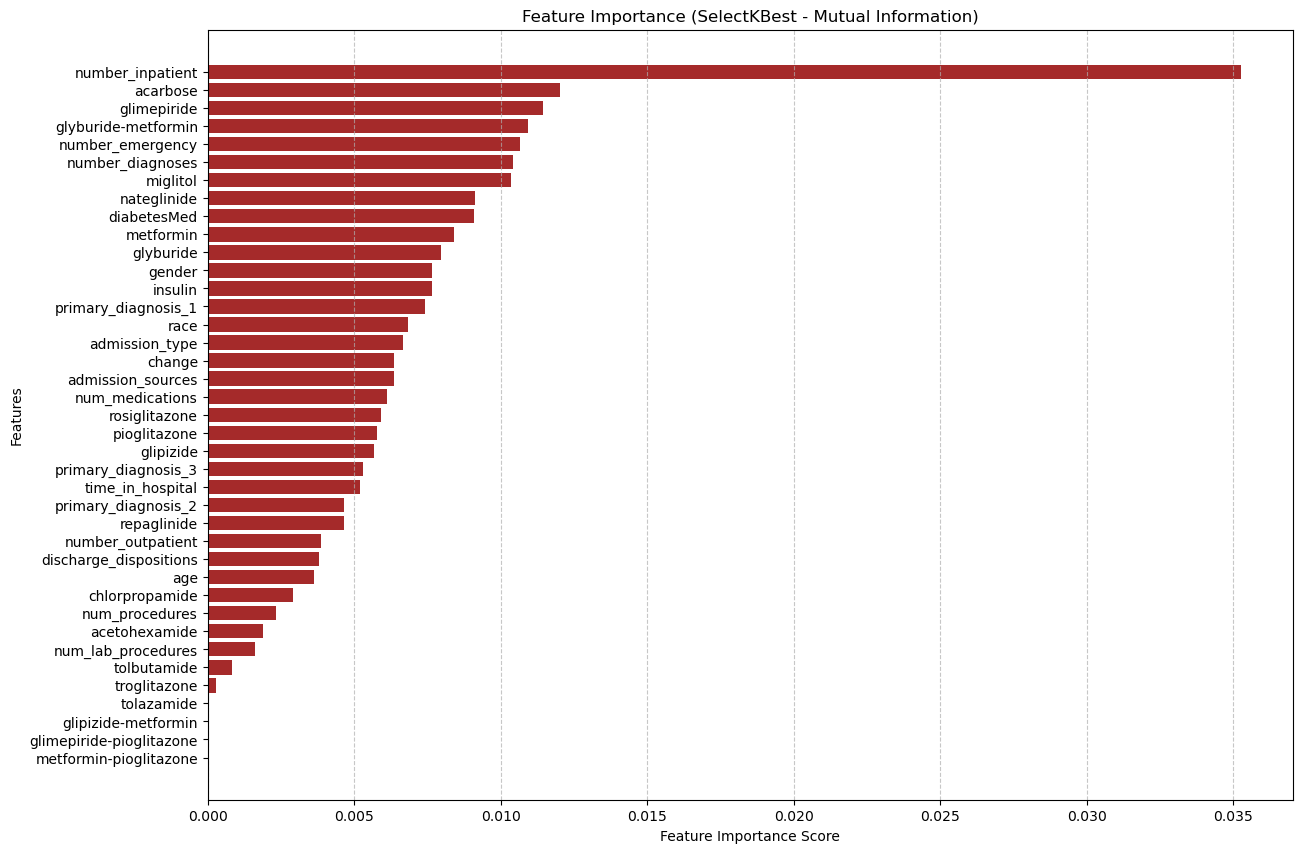 Feature Importance (SelectKBest - Mutual Information)
number_inpatient
acarbose
glimepiride
glyburide-metformin
number_emergency
number_diagnoses
miglitol
nateglinide
diabetesMed
metformin
glyburide
gender
insulin
primary_diagnosis_1
race
admission_type
change
admission_sources
num_medications
rosiglitazone
pioglitazone
glipizide
primary_diagnosis_3
time_in_hospital
primary_diagnosis_2
repaglinide
number_outpatient
discharge_dispositions
age
chlorpropamide
num_procedures
acetohexamide
num_lab_procedures
tolbutamide
troglitazone
tolazamide
glipizide-metformin
glimepiride-pioglitazone
metformin-pioglitazone
Features
0.000 0.005 0.010 0.015 0.020 0.025 0.030 0.035
Feature Importance Score